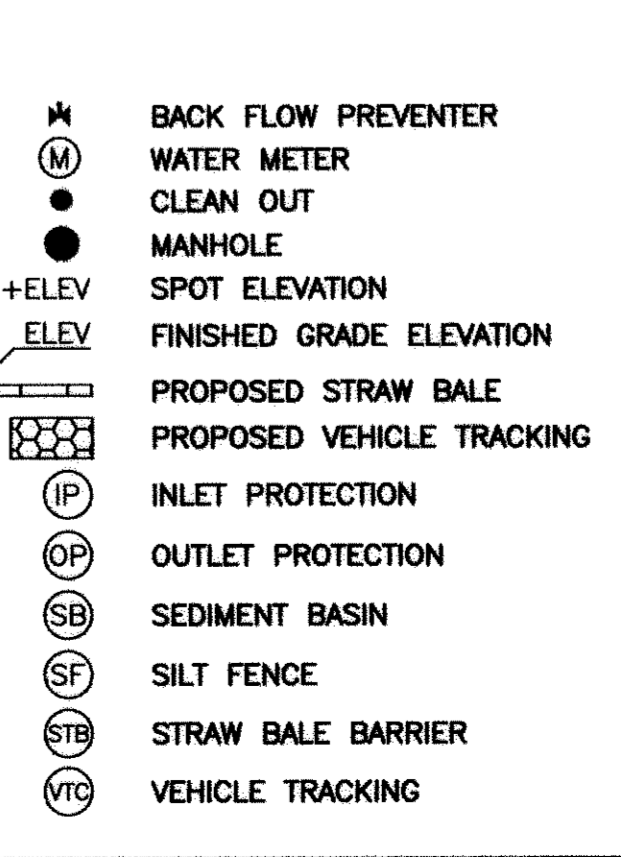 BACK FLOW PREVENTER
M WATER METER
CLEAN OUT
MANHOLE
+ELEV SPOT ELEVATION
ELEV FINISHED GRADE ELEVATION
PROPOSED STRAW BALE
PROPOSED VEHICLE TRACKING
IP INLET PROTECTION
OP OUTLET PROTECTION
SB SEDIMENT BASIN
SF SILT FENCE
STB STRAW BALE BARRIER
VTC VEHICLE TRACKING